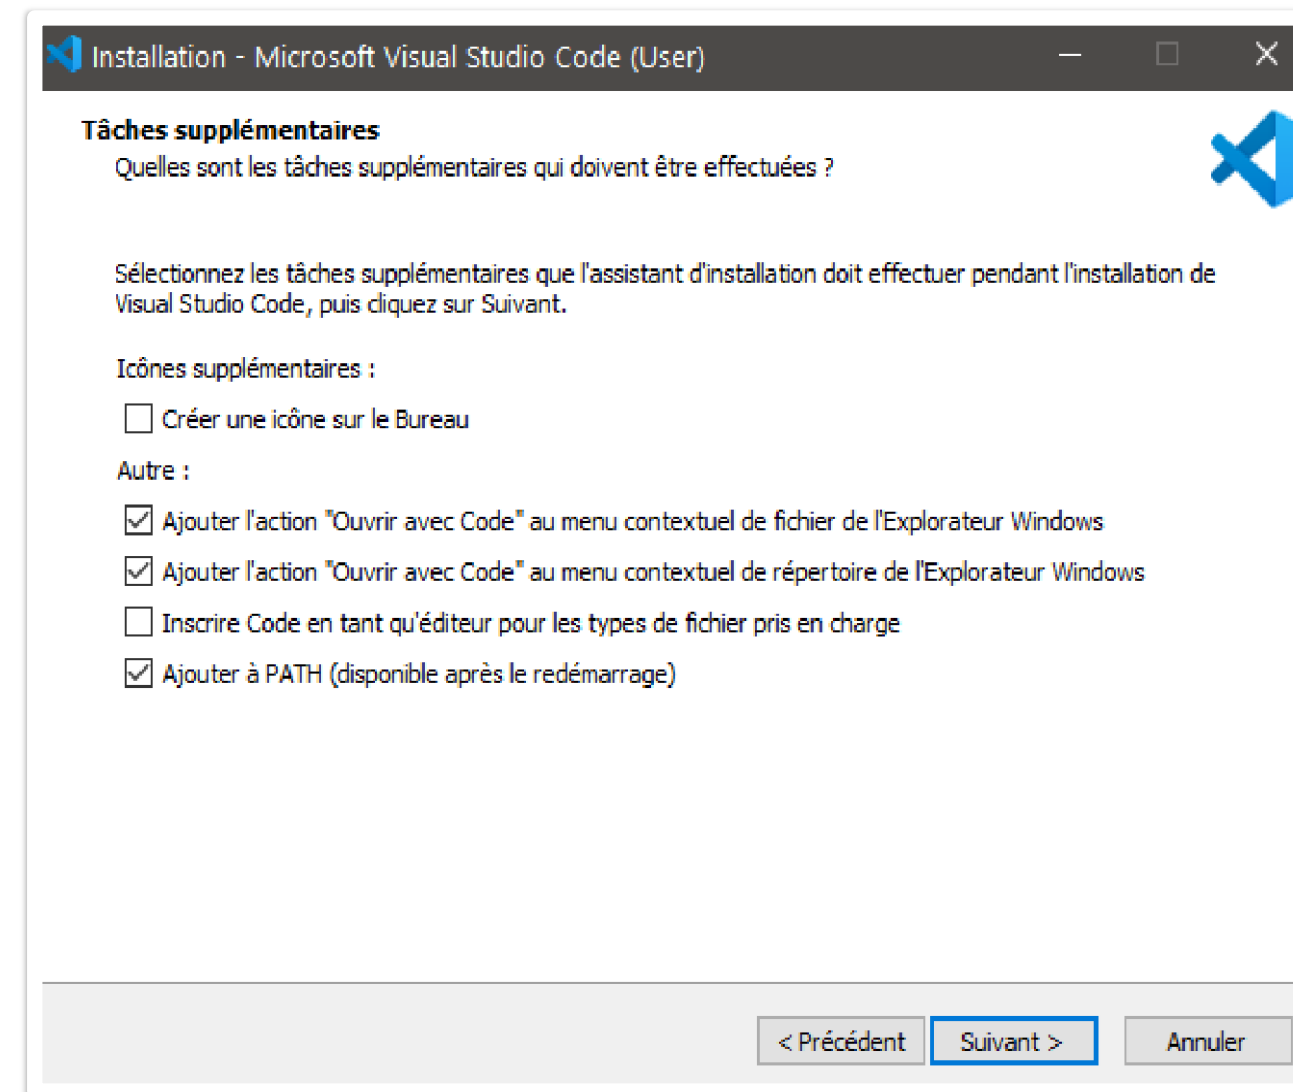 Installation - Microsoft Visual Studio Code (User)
Tâches supplémentaires
Quelles sont les tâches supplémentaires qui doivent être effectuées ?
Sélectionnez les tâches supplémentaires que l'assistant d'installation doit effectuer pendant l'installation de
Visual Studio Code, puis cliquez sur Suivant.
Icônes supplémentaires :
Créer une icône sur le Bureau
Autre :
Ajouter l'action "Ouvrir avec Code" au menu contextuel de fichier de l'Explorateur Windows
Ajouter l'action "Ouvrir avec Code" au menu contextuel de répertoire de l'Explorateur Windows
Inscrire Code en tant qu'éditeur pour les types de fichier pris en charge
Ajouter à PATH (disponible après le redémarrage)
< Précédent Suivant > Annuler